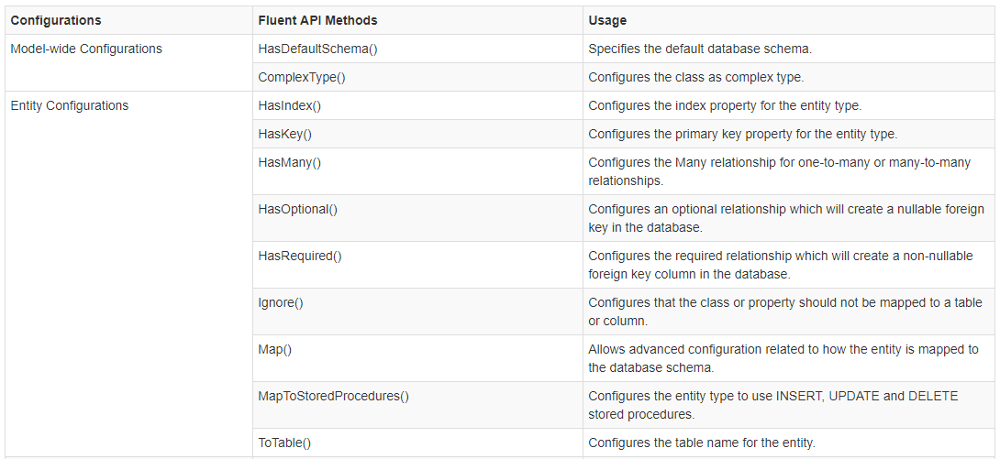 Configurations Fluent API Methods Usage
Model-wide Configurations HasDefaultSchema() Specifies the default database schema.
ComplexType() Configures the class as complex type.
Entity Configurations HasIndex() Configures the index property for the entity type.
HasKey() Configures the primary key property for the entity type.
HasMany() Configures the Many relationship for one-to-many or many-to-many
relationships.
HasOptional() Configures an optional relationship which will create a nullable foreign
key in the database.
HasRequired() Configures the required relationship which will create a non-nullable
foreign key column in the database.
Ignore() Configures that the class or property should not be mapped to a table
or column.
Map() Allows advanced configuration related to how the entity is mapped to
the database schema.
MapToStoredProcedures() Configures the entity type to use INSERT, UPDATE and DELETE
stored procedures.
ToTable() Configures the table name for the entity.